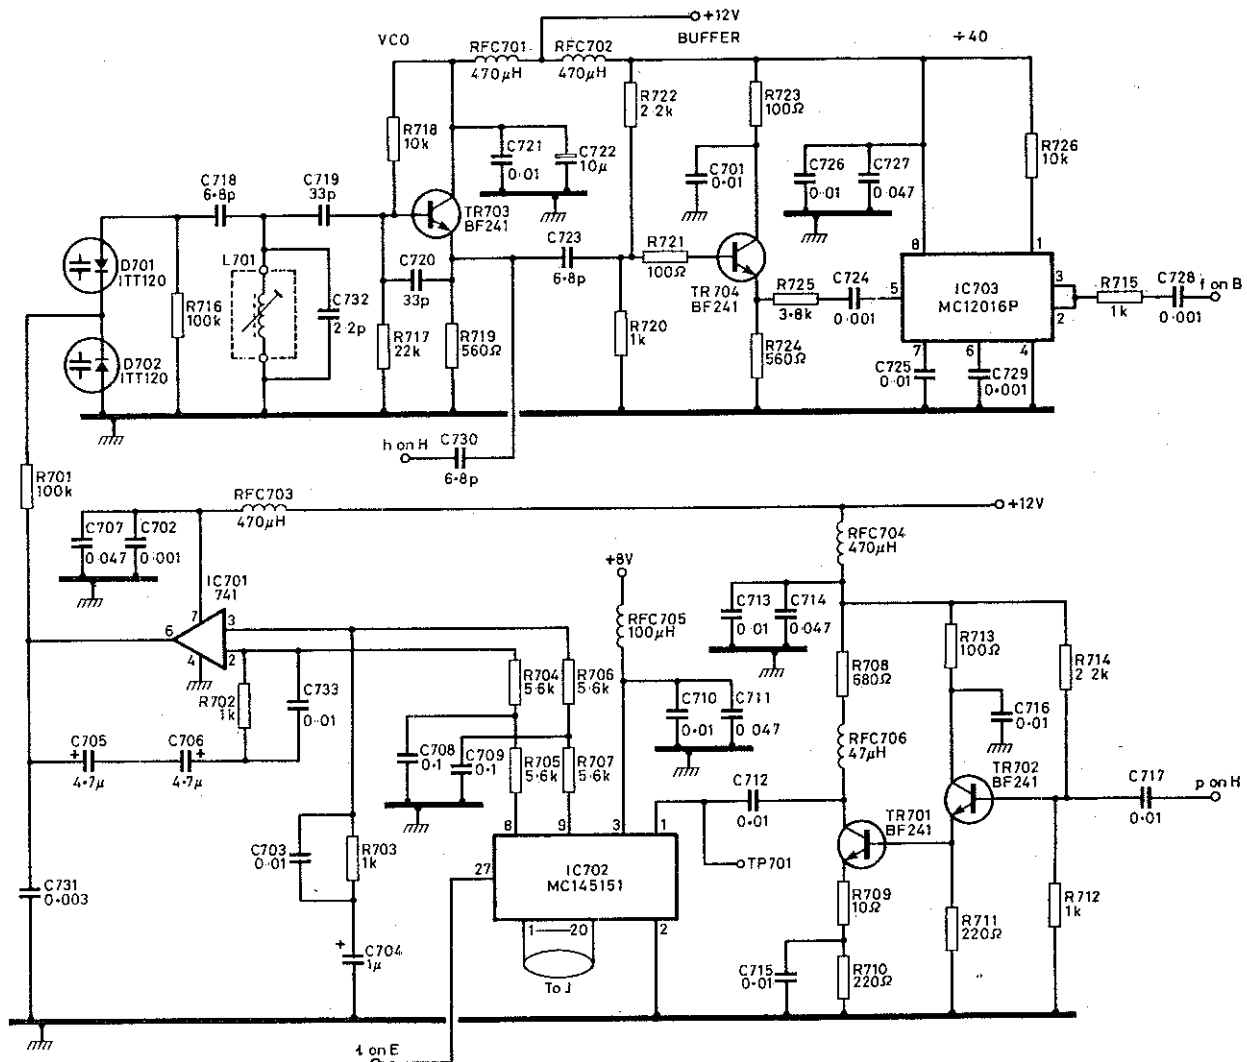 +12V
VCO
RFC701
470µH
RFC702
470µH
BUFFER
÷40
R718
10k
C721
0.01
C722
10µ
R722
2.2k
R723
100Ω
C701
0.01
C726
0.01
C727
0.047
R726
10k
C718
6.8p
C719
33p
TR703
BF241
D701
ITT120
R716
100k
L701
C732
2.2p
C720
33p
R717
22k
R719
560Ω
C723
6.8p
R721
100Ω
TR704
BF241
R720
1k
R725
3.8k
C724
0.001
R724
560Ω
8
1
5
3
2
IC703
MC12016P
7
6
4
C725
0.01
C729
0.001
R715
1k
C728
0.001
f on B
D702
ITT120
h on H
C730
6.8p
R701
100k
RFC703
470µH
+12V
C707
0.047
C702
0.001
IC701
741
7
6
4
3
2
+8V
RFC705
100µH
RFC704
470µH
C713
0.01
C714
0.047
R713
100Ω
R714
2.2k
R702
1k
C733
0.01
R704
5.6k
R706
5.6k
C710
0.01
C711
0.047
R708
680Ω
RFC706
47µH
C716
0.01
C705
4.7µ
C706
4.7µ
C708
0.1
C709
0.1
R705
5.6k
R707
5.6k
C712
0.01
TR702
BF241
C717
0.01
p on H
TR701
BF241
TP701
8
9
3
1
27
IC702
MC145151
2
1—20
To J
C703
0.01
R703
1k
C731
0.003
C704
1µ
R709
10Ω
R711
220Ω
R712
1k
C715
0.01
R710
220Ω
on E